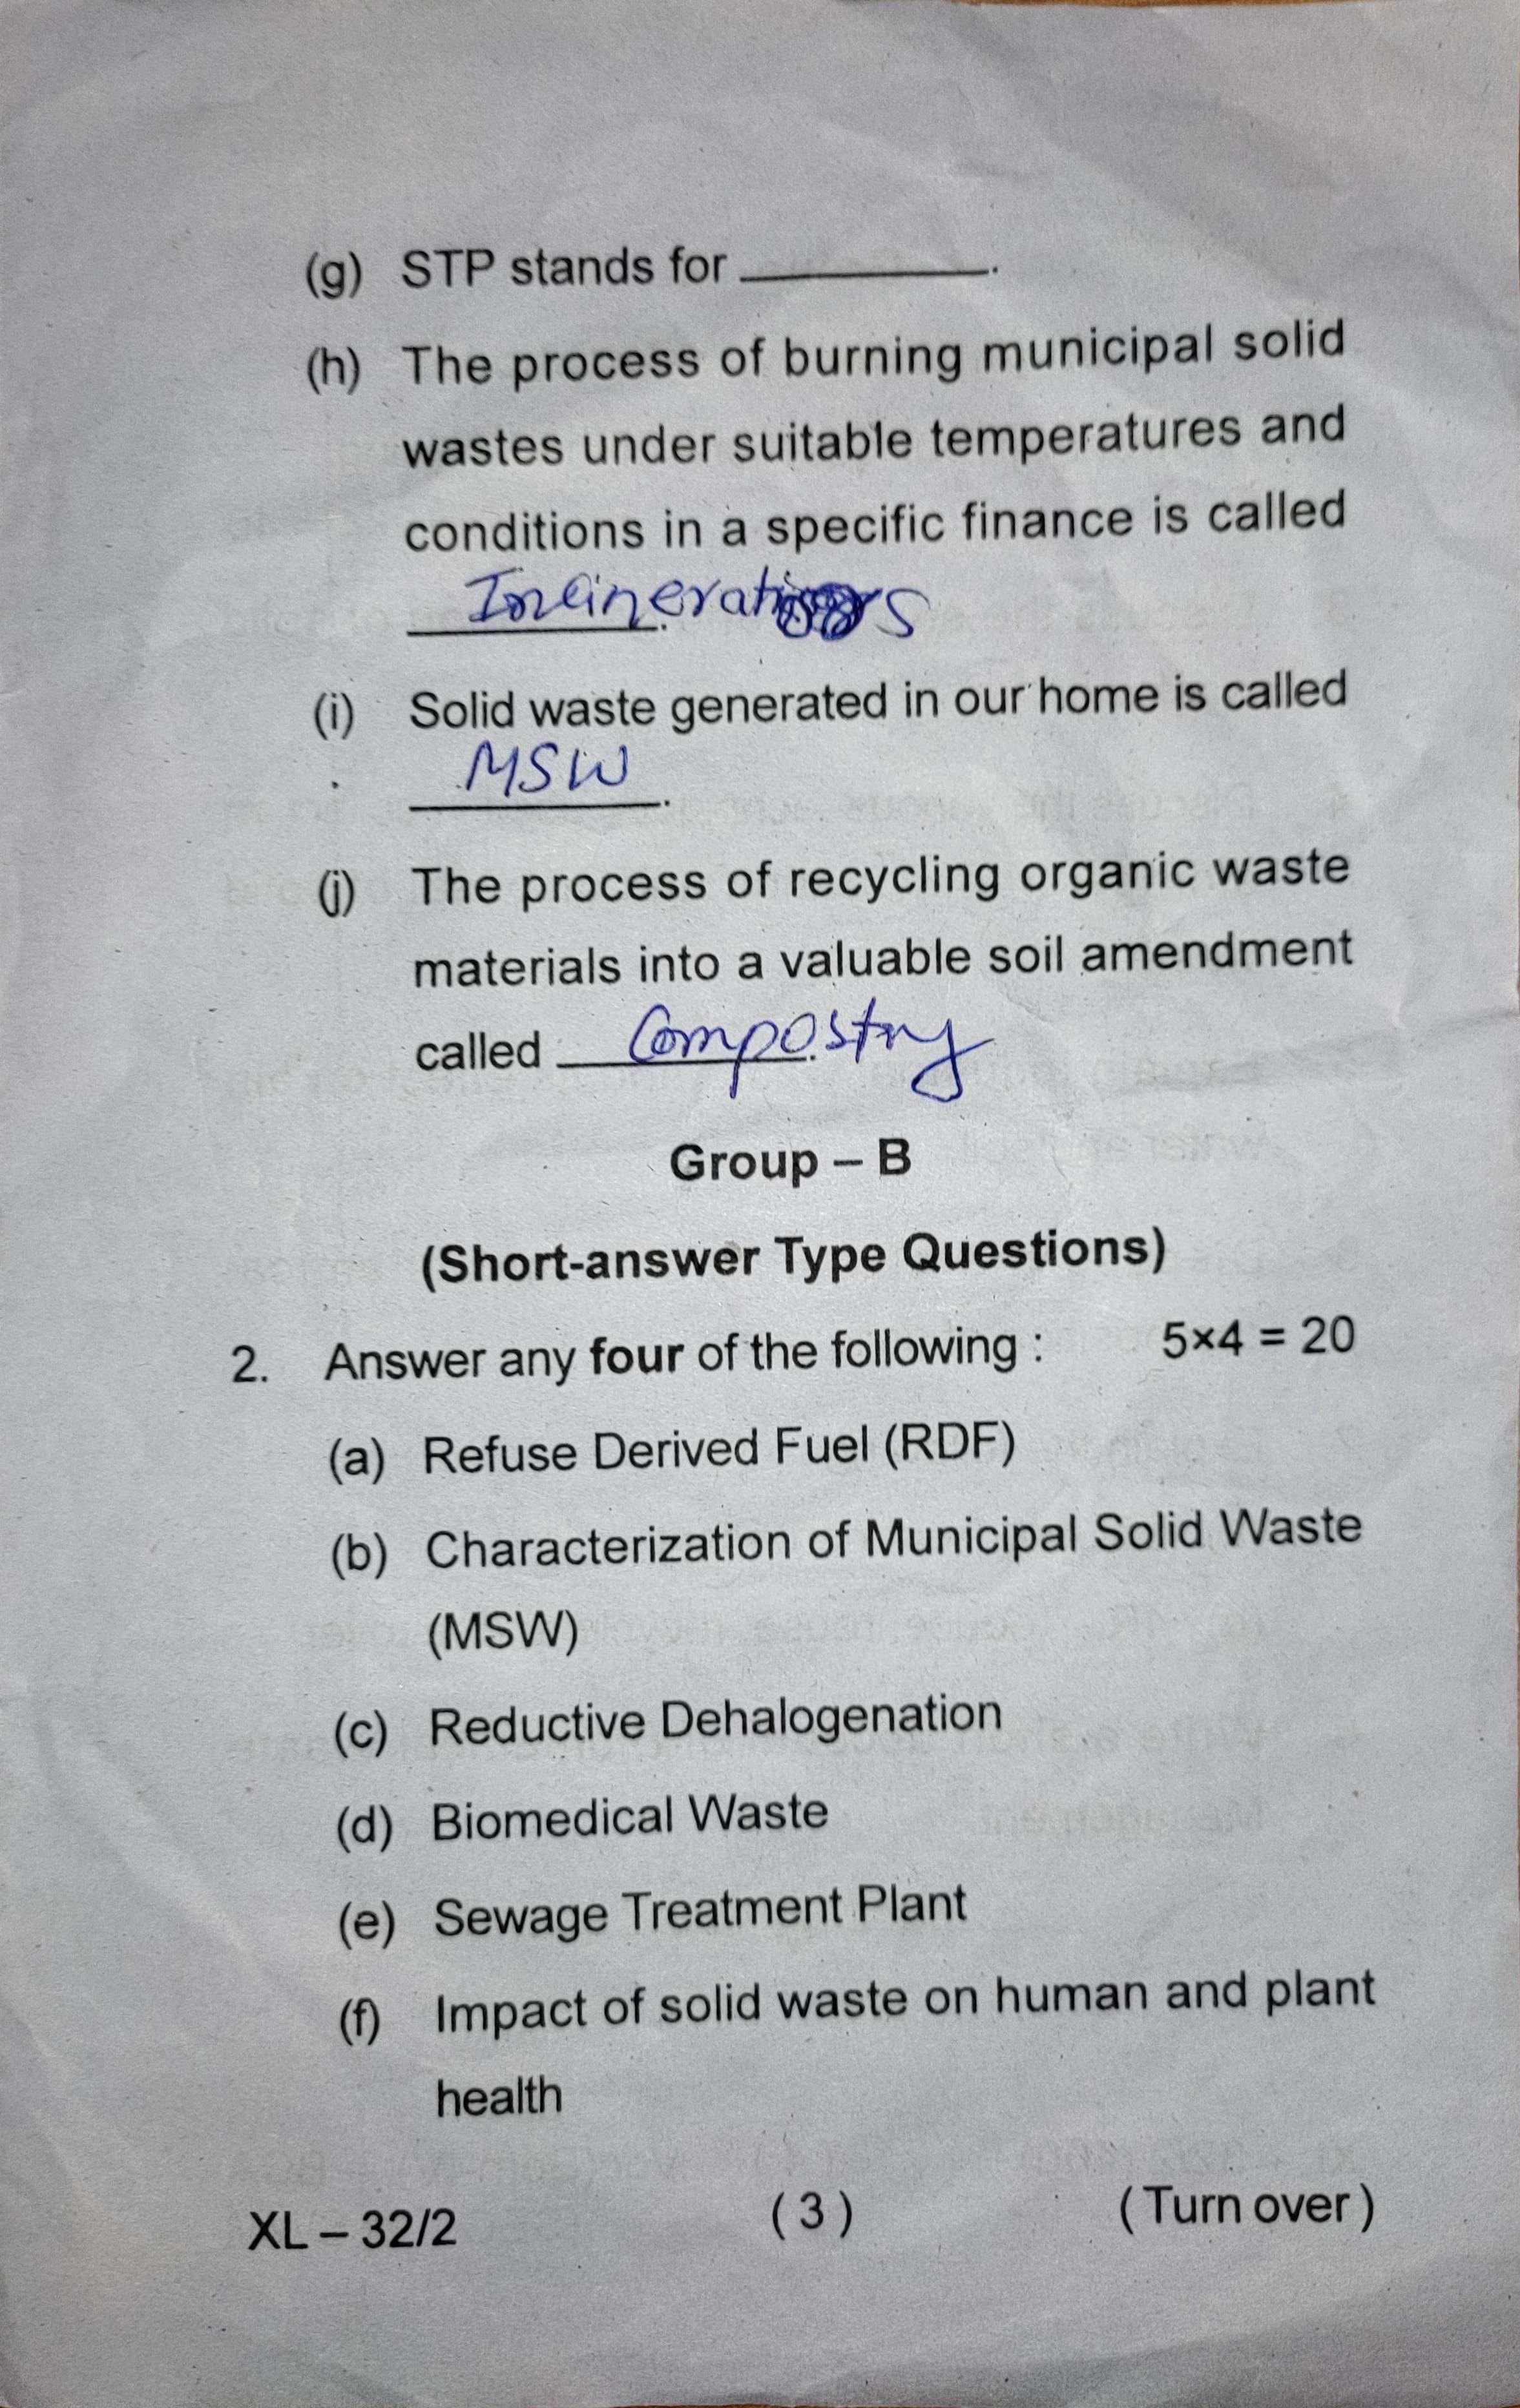 (g) STP stands for ____________.
(h) The process of burning municipal solid
wastes under suitable temperatures and
conditions in a specific finance is called
____________.
(i) Solid waste generated in our home is called
MSW
(j) The process of recycling organic waste
materials into a valuable soil amendment
called Composting
Group – B
(Short-answer Type Questions)
2. Answer any four of the following : 5×4 = 20
(a) Refuse Derived Fuel (RDF)
(b) Characterization of Municipal Solid Waste
(MSW)
(c) Reductive Dehalogenation
(d) Biomedical Waste
(e) Sewage Treatment Plant
(f) Impact of solid waste on human and plant
health
XL – 32/2 ( 3 ) ( Turn over )